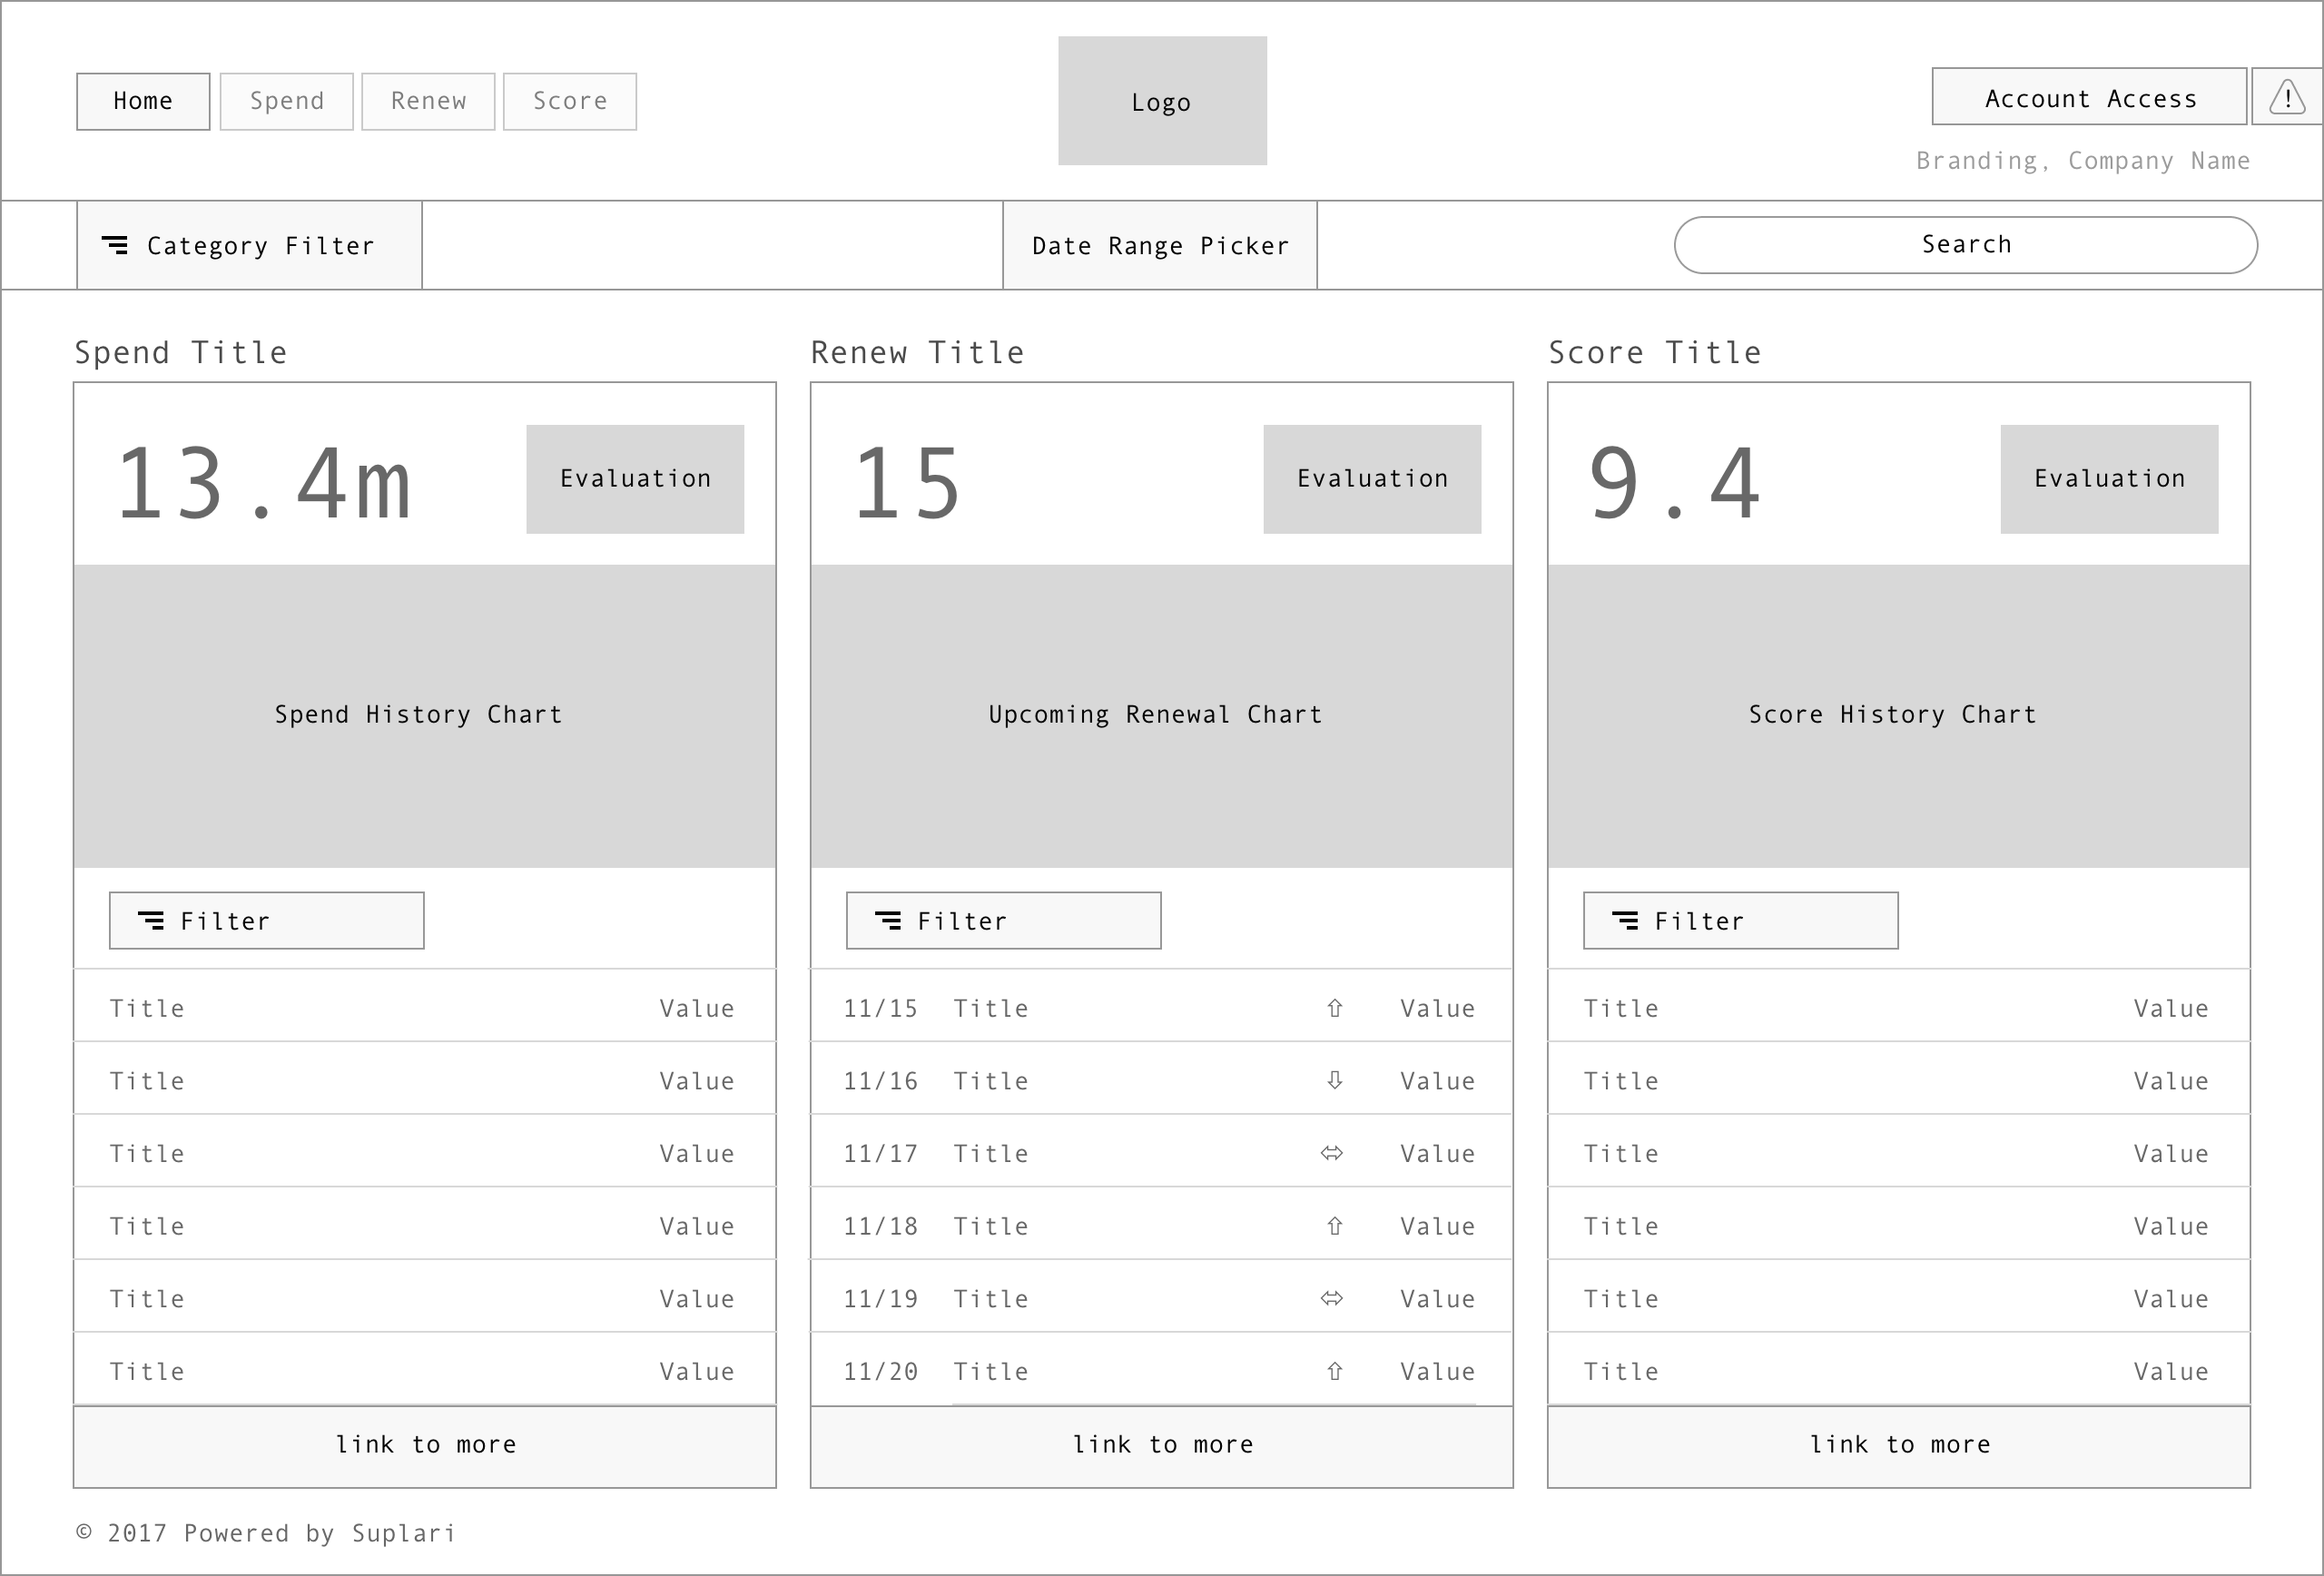 Home Spend Renew Score
Logo
Account Access !
Branding, Company Name
Category Filter
Date Range Picker
Search
Spend Title
13.4m
Evaluation
Spend History Chart
Filter
Title Value
Title Value
Title Value
Title Value
Title Value
Title Value
link to more
Renew Title
15
Evaluation
Upcoming Renewal Chart
Filter
11/15 Title ⇧ Value
11/16 Title ⇩ Value
11/17 Title ⬄ Value
11/18 Title ⇧ Value
11/19 Title ⬄ Value
11/20 Title ⇧ Value
link to more
Score Title
9.4
Evaluation
Score History Chart
Filter
Title Value
Title Value
Title Value
Title Value
Title Value
Title Value
link to more
© 2017 Powered by Suplari